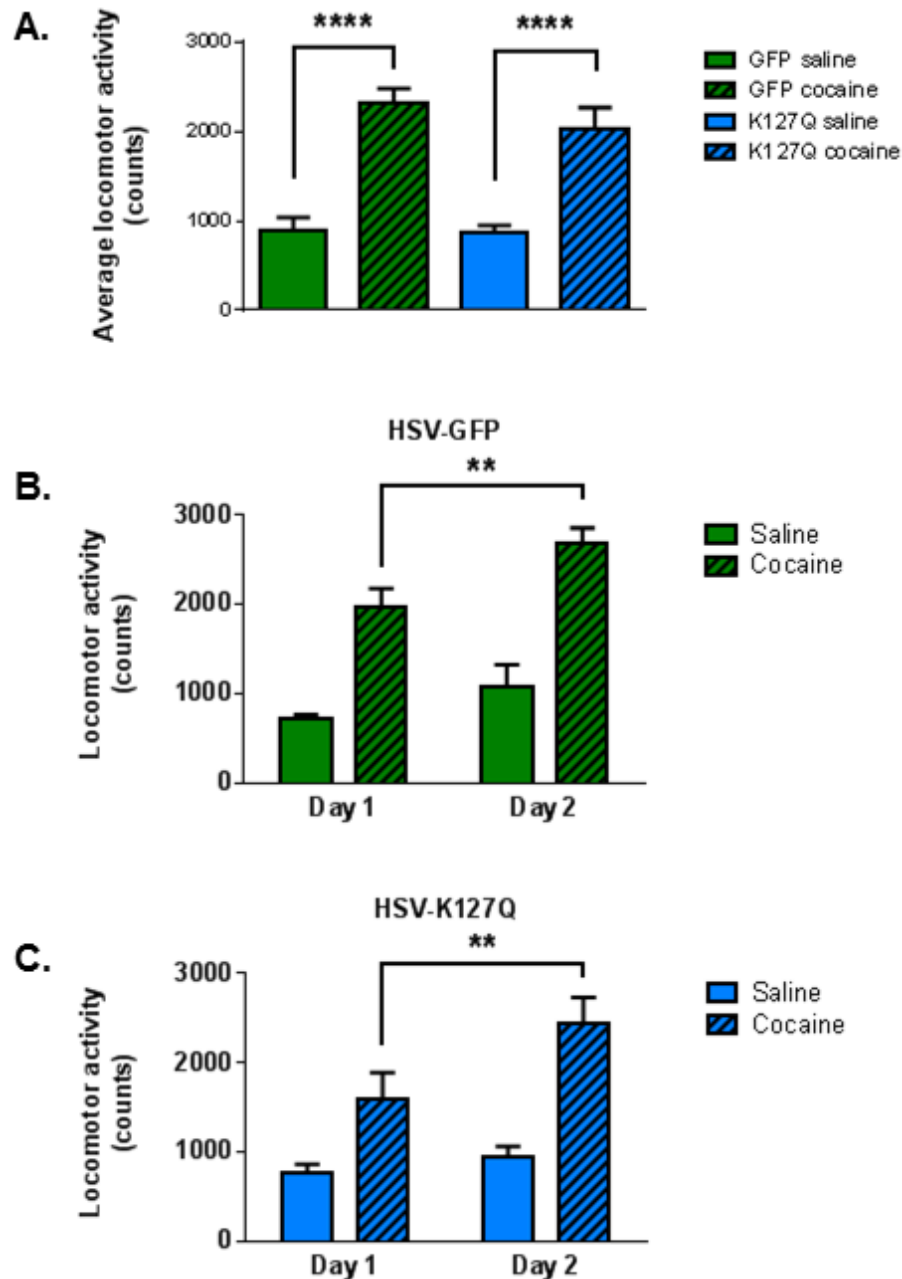 A.
****
****
3000
2000
1000
0
Average locomotor activity
(counts)
GFP saline
GFP cocaine
K127Q saline
K127Q cocaine
HSV-GFP
B.
**
3000
2000
1000
0
Locomotor activity
(counts)
Day 1
Day 2
Saline
Cocaine
HSV-K127Q
C.
**
3000
2000
1000
0
Locomotor activity
(counts)
Day 1
Day 2
Saline
Cocaine